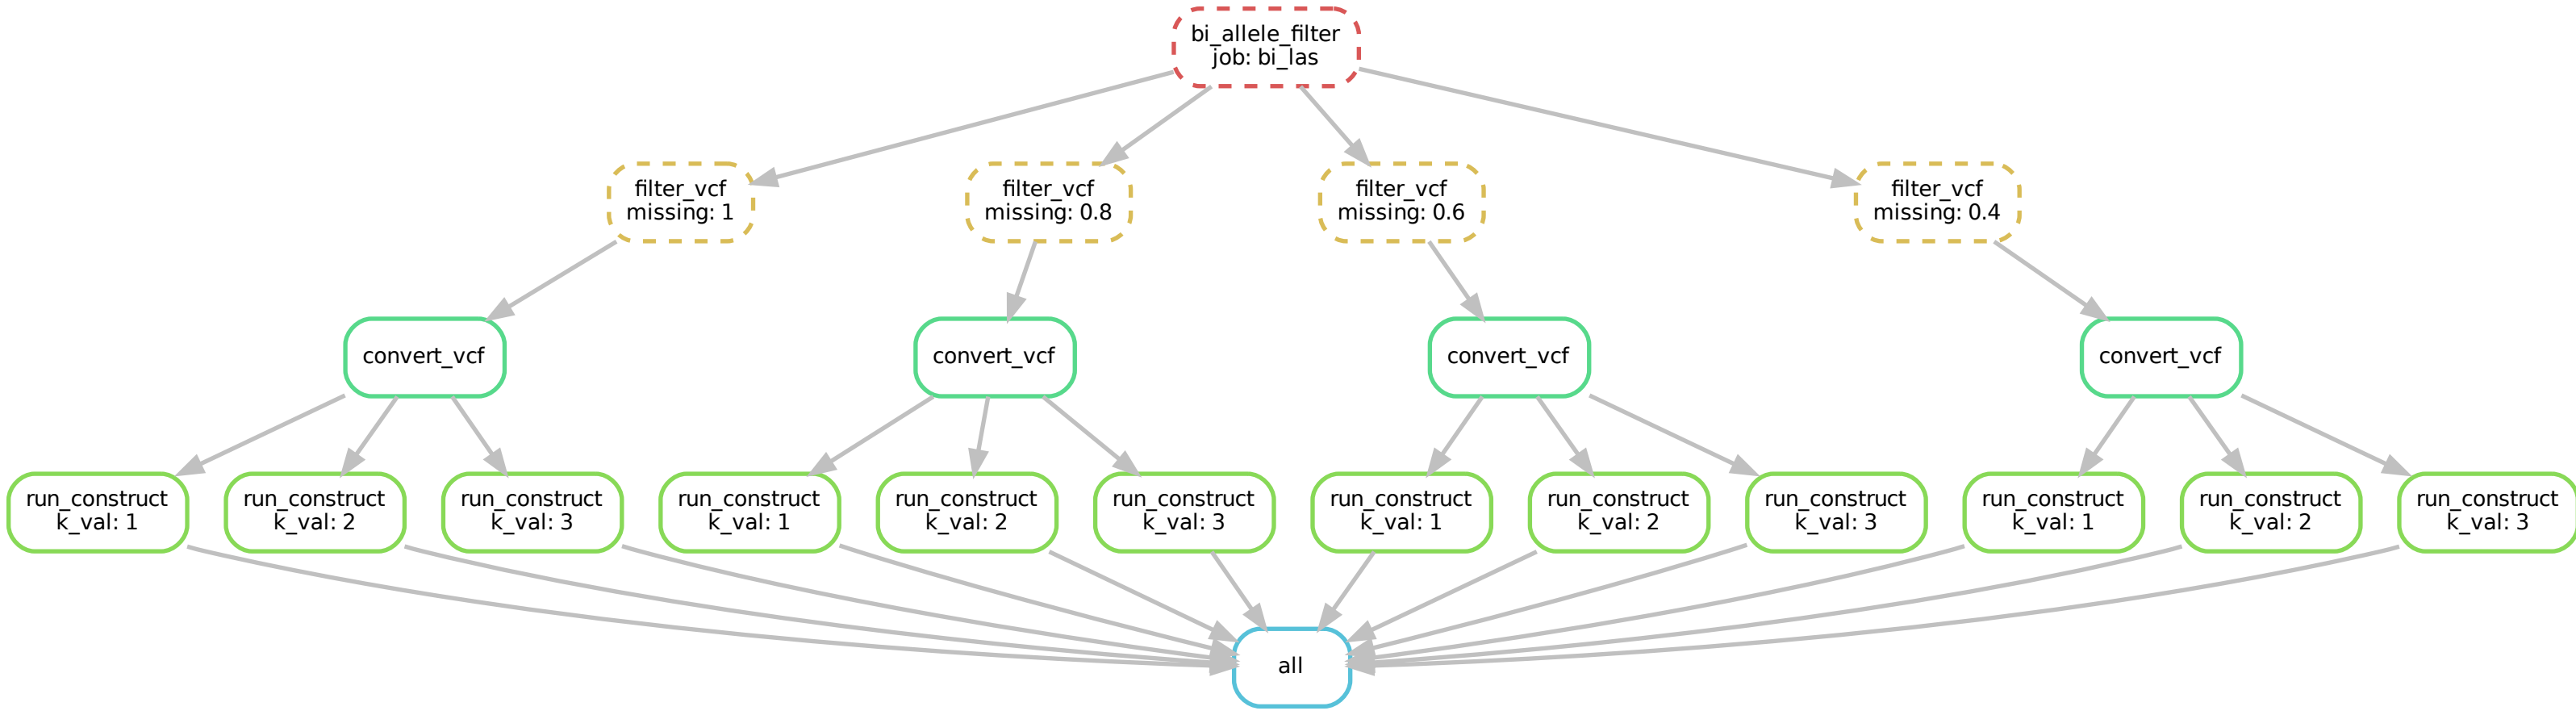 bi_allele_filter
job: bi_las
filter_vcf
missing: 1
filter_vcf
missing: 0.8
filter_vcf
missing: 0.6
filter_vcf
missing: 0.4
convert_vcf
convert_vcf
convert_vcf
convert_vcf
run_construct
k_val: 1
run_construct
k_val: 2
run_construct
k_val: 3
run_construct
k_val: 1
run_construct
k_val: 2
run_construct
k_val: 3
run_construct
k_val: 1
run_construct
k_val: 2
run_construct
k_val: 3
run_construct
k_val: 1
run_construct
k_val: 2
run_construct
k_val: 3
all